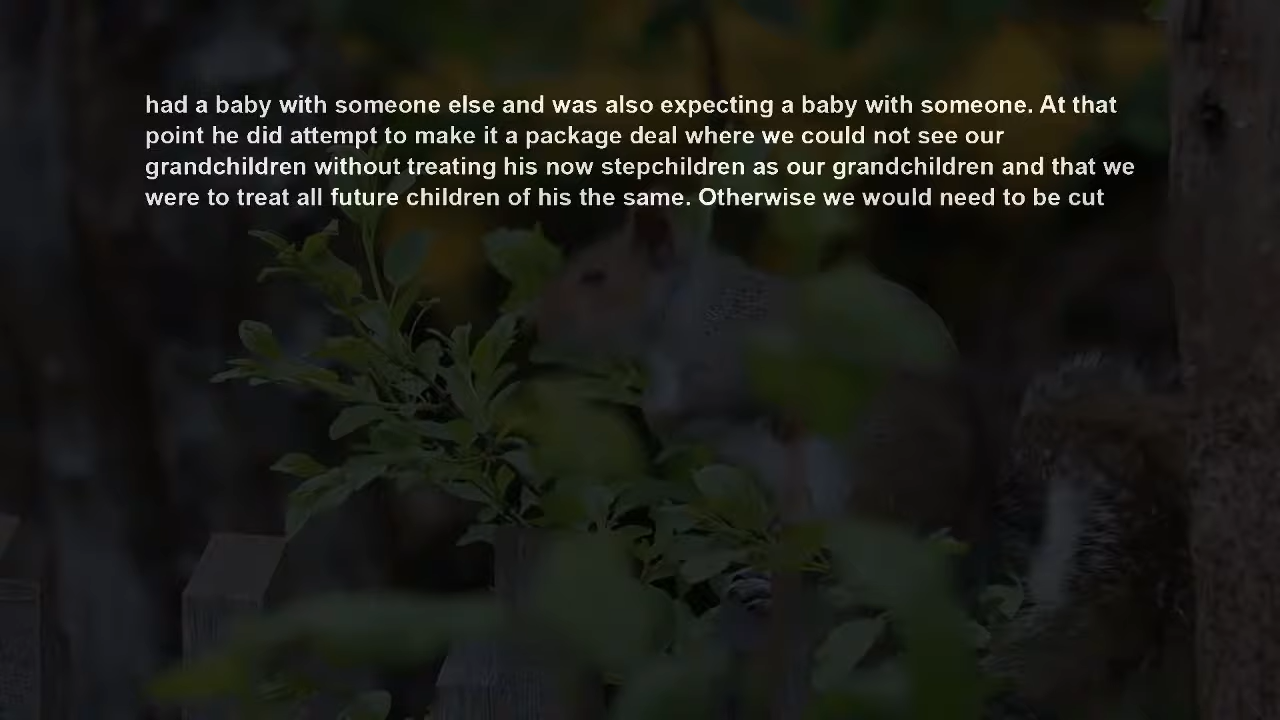 had a baby with someone else and was also expecting a baby with someone. At that
point he did attempt to make it a package deal where we could not see our
grandchildren without treating his now stepchildren as our grandchildren and that we
were to treat all future children of his the same. Otherwise we would need to be cut